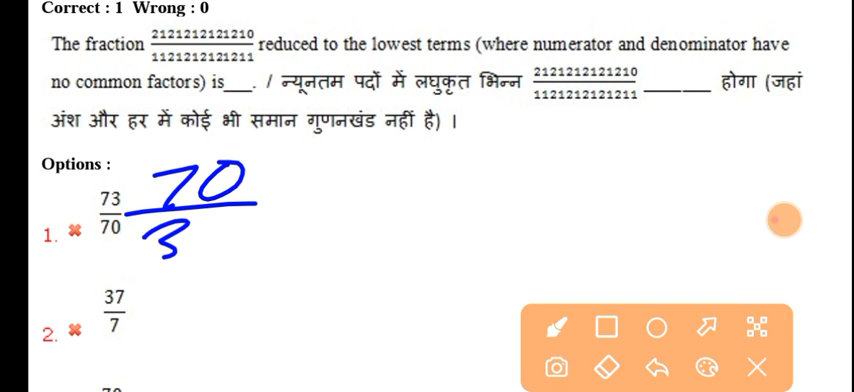 Correct : 1 Wrong : 0
The fraction 2121212121210/1121212121211 reduced to the lowest terms (where numerator and denominator have
no common factors) is___. / न्यूनतम पदों में लघुकृत भिन्न 2121212121210/1121212121211 ______ होगा (जहां
अंश और हर में कोई भी समान गुणनखंड नहीं है) ।
Options :
1. ✖ 73/70 70/3
2. ✖ 37/7